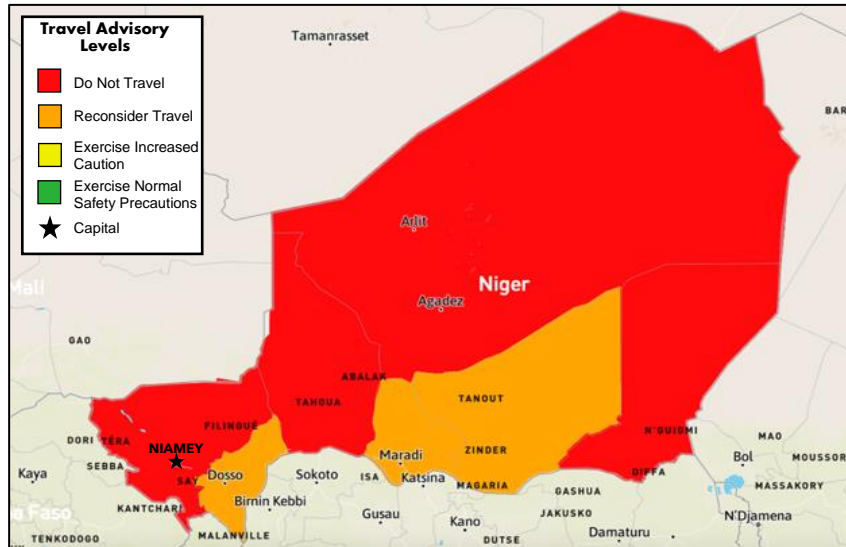 Travel Advisory
Levels
Do Not Travel
Reconsider Travel
Exercise Increased
Caution
Exercise Normal
Safety Precautions
Capital
Tamanrasset
BAR
Arlit
Niger
Mali
Agadez
GAO
ABALAK
TAHOUA
TANOUT
FILINGUÉ
N'GUIGMI
DORI
TÉRA
MAO
NIAMEY
ZINDER
Maradi
SEBBA
Bol
MOUSSOR
Kaya
SAY
Dosso
Sokoto
ISA
Katsina
MAGARIA
DIFFA
MASSAKORY
GASHUA
Birnin Kebbi
KANTCHARI
Gusau
JAKUSKO
N'Djamena
na Faso
Kano
TENKODOGO
MALANVILLE
DUTSE
Damaturu